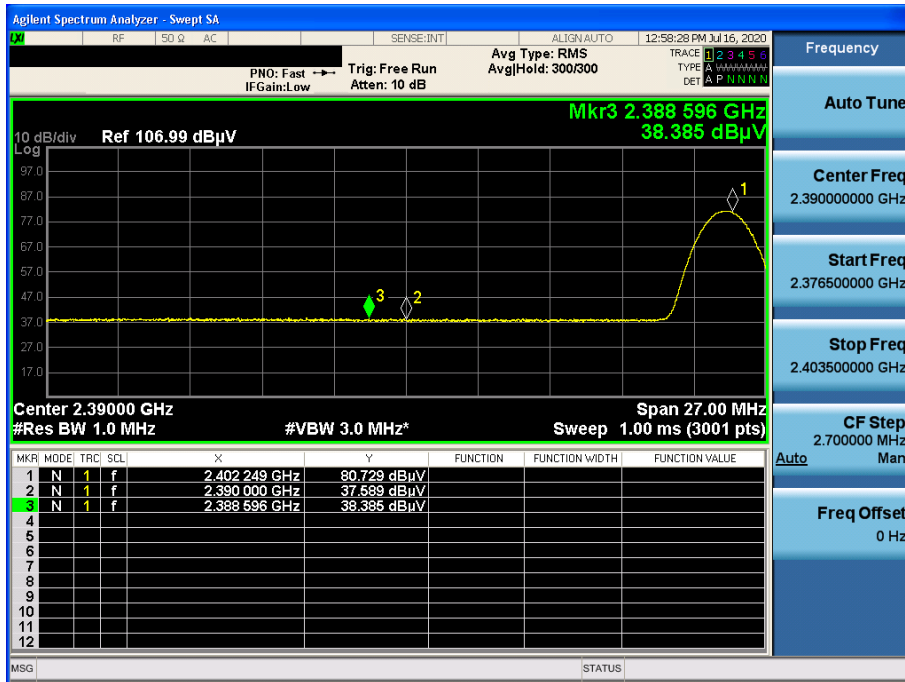 Agilent Spectrum Analyzer - Swept SA
LXI RF 50 Ω AC SENSE:INT ALIGN AUTO 12:58:28 PM Jul 16, 2020
PNO: Fast Trig: Free Run Avg Type: RMS TRACE 1 2 3 4 5 6
IFGain:Low Atten: 10 dB Avg|Hold: 300/300 TYPE A WWWWW
DET A P N N N N
Mkr3 2.388 596 GHz
38.385 dBµV
10 dB/div Ref 106.99 dBµV
Log
97.0
87.0
77.0
67.0
57.0
47.0
37.0
27.0
17.0
1
3 2
Center 2.39000 GHz Span 27.00 MHz
#Res BW 1.0 MHz #VBW 3.0 MHz* Sweep 1.00 ms (3001 pts)
MKR MODE TRC SCL X Y FUNCTION FUNCTION WIDTH FUNCTION VALUE
1 N 1 f 2.402 249 GHz 80.729 dBµV
2 N 1 f 2.390 000 GHz 37.589 dBµV
3 N 1 f 2.388 596 GHz 38.385 dBµV
4
5
6
7
8
9
10
11
12
MSG STATUS
Frequency
Auto Tune
Center Freq
2.390000000 GHz
Start Freq
2.376500000 GHz
Stop Freq
2.403500000 GHz
CF Step
2.700000 MHz
Auto Man
Freq Offset
0 Hz